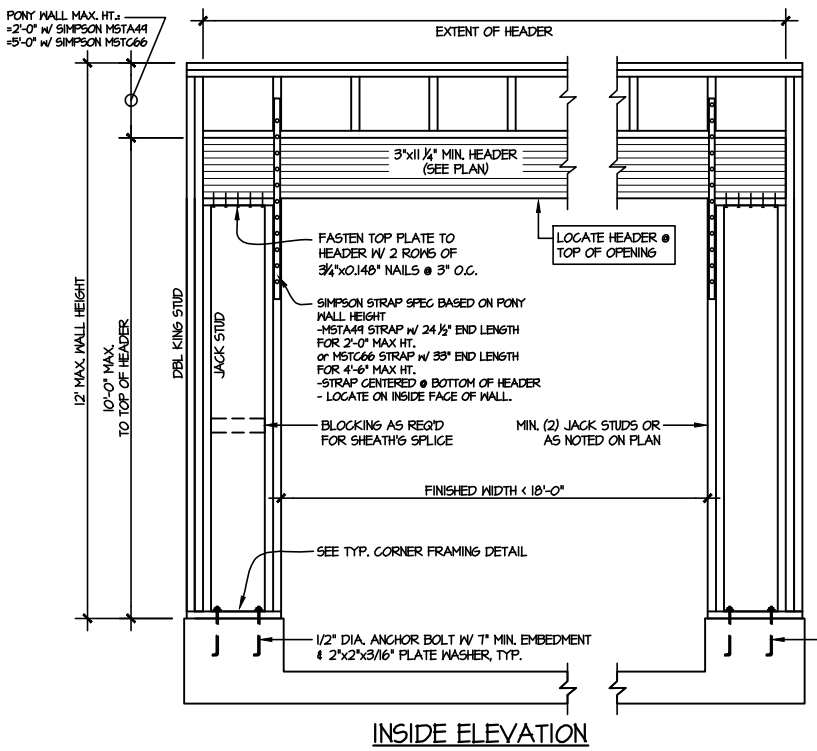 PONY WALL MAX. HT.:
=2'-0" W/ SIMPSON MSTA49
=5'-0" W/ SIMPSON MSTC66
EXTENT OF HEADER
3"x11 1/4" MIN. HEADER
(SEE PLAN)
FASTEN TOP PLATE TO
HEADER W/ 2 ROWS OF
3 1/4"x0.148" NAILS @ 3" O.C.
LOCATE HEADER @
TOP OF OPENING
SIMPSON STRAP SPEC BASED ON PONY
WALL HEIGHT
-MSTA49 STRAP W/ 24 1/2" END LENGTH
FOR 2'-0" MAX HT.
or MSTC66 STRAP W/ 33" END LENGTH
FOR 4'-6" MAX HT.
-STRAP CENTERED @ BOTTOM OF HEADER
- LOCATE ON INSIDE FACE OF WALL.
12' MAX. WALL HEIGHT
10'-0" MAX.
TO TOP OF HEADER
DBL KING STUD
JACK STUD
BLOCKING AS REQ'D
FOR SHEATH'G SPLICE
MIN. (2) JACK STUDS OR
AS NOTED ON PLAN
FINISHED WIDTH < 18'-0"
SEE TYP. CORNER FRAMING DETAIL
1/2" DIA. ANCHOR BOLT W/ 7" MIN. EMBEDMENT
& 2"x2"x3/16" PLATE WASHER, TYP.
INSIDE ELEVATION